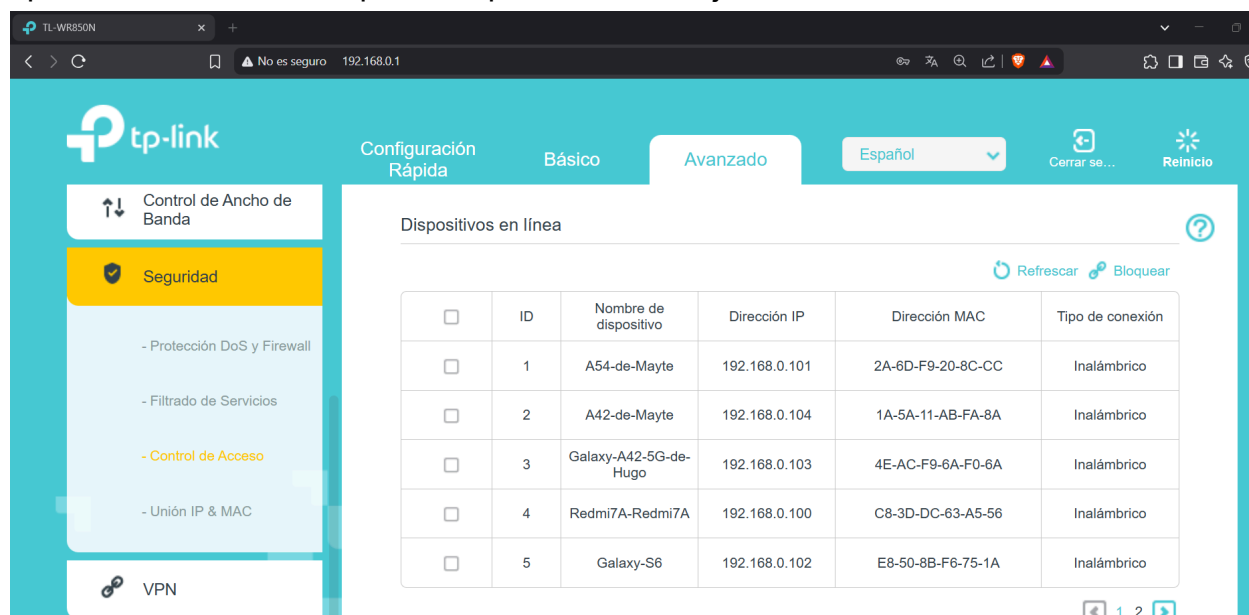 TL-WR850N
No es seguro 192.168.0.1
tp-link
Configuración
Rápida
Básico
Avanzado
Español
Cerrar se...
Reinicio
Control de Ancho de
Banda
Seguridad
- Protección DoS y Firewall
- Filtrado de Servicios
- Control de Acceso
- Unión IP & MAC
VPN
Dispositivos en línea
Refrescar Bloquear
ID Nombre de dispositivo Dirección IP Dirección MAC Tipo de conexión
1 A54-de-Mayte 192.168.0.101 2A-6D-F9-20-8C-CC Inalámbrico
2 A42-de-Mayte 192.168.0.104 1A-5A-11-AB-FA-8A Inalámbrico
3 Galaxy-A42-5G-de-Hugo 192.168.0.103 4E-AC-F9-6A-F0-6A Inalámbrico
4 Redmi7A-Redmi7A 192.168.0.100 C8-3D-DC-63-A5-56 Inalámbrico
5 Galaxy-S6 192.168.0.102 E8-50-8B-F6-75-1A Inalámbrico
1 2